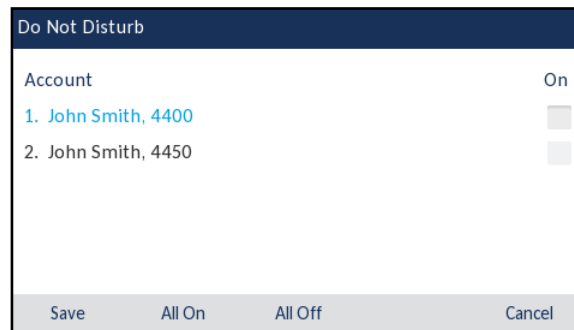 Do Not Disturb
Account On
1. John Smith, 4400
2. John Smith, 4450
Save All On All Off Cancel